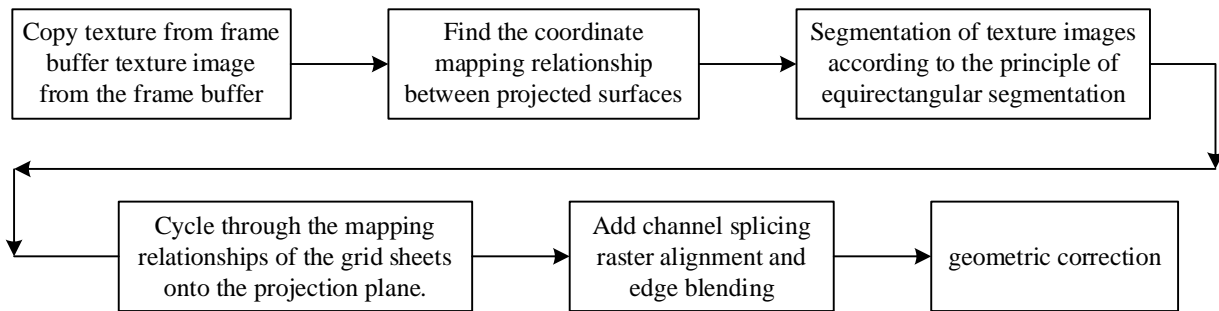 Copy texture from frame
buffer texture image
from the frame buffer
Find the coordinate
mapping relationship
between projected surfaces
Segmentation of texture images
according to the principle of
equirectangular segmentation
Cycle through the mapping
relationships of the grid sheets
onto the projection plane.
Add channel splicing
raster alignment and
edge blending
geometric correction